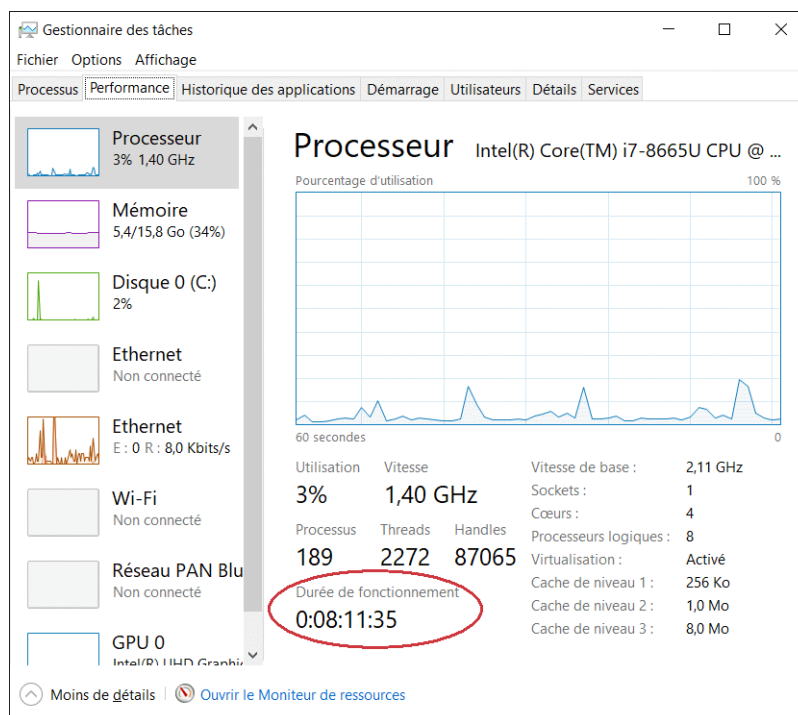 Gestionnaire des tâches
Fichier Options Affichage
Processus Performance Historique des applications Démarrage Utilisateurs Détails Services
Processeur
3% 1,40 GHz
Mémoire
5,4/15,8 Go (34%)
Disque 0 (C:)
2%
Ethernet
Non connecté
Ethernet
E : 0 R : 8,0 Kbits/s
Wi-Fi
Non connecté
Réseau PAN Blu
Non connecté
GPU 0
Intel(R) UHD Graphic
Processeur Intel(R) Core(TM) i7-8665U CPU @ ...
Pourcentage d'utilisation 100 %
60 secondes 0
Utilisation Vitesse
3% 1,40 GHz
Processus Threads Handles
189 2272 87065
Durée de fonctionnement
0:08:11:35
Vitesse de base : 2,11 GHz
Sockets : 1
Cœurs : 4
Processeurs logiques : 8
Virtualisation : Activé
Cache de niveau 1 : 256 Ko
Cache de niveau 2 : 1,0 Mo
Cache de niveau 3 : 8,0 Mo
Moins de détails Ouvrir le Moniteur de ressources